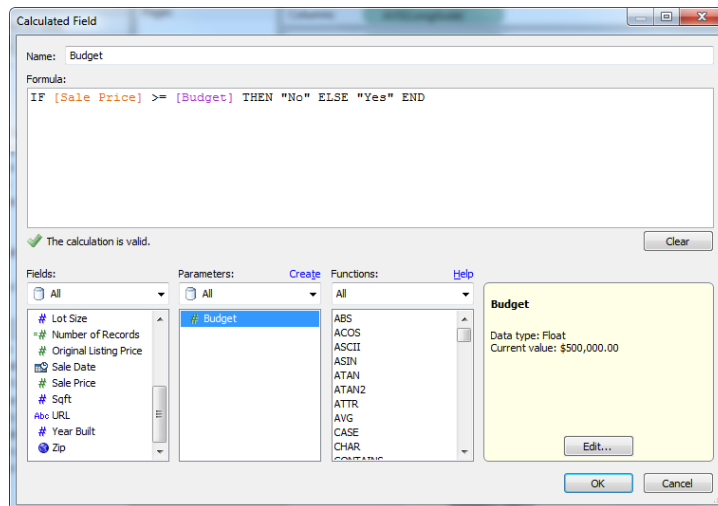 Calculated Field
Name: Budget
Formula:
IF [Sale Price] >= [Budget] THEN "No" ELSE "Yes" END
The calculation is valid.
Clear
Fields:
All
# Lot Size
=# Number of Records
# Original Listing Price
Sale Date
# Sale Price
# Sqft
Abc URL
# Year Built
Zip
Parameters: Create
All
# Budget
Functions: Help
All
ABS
ACOS
ASCII
ASIN
ATAN
ATAN2
ATTR
AVG
CASE
CHAR
CONTAINS
Budget
Data type: Float
Current value: $500,000.00
Edit...
OK
Cancel